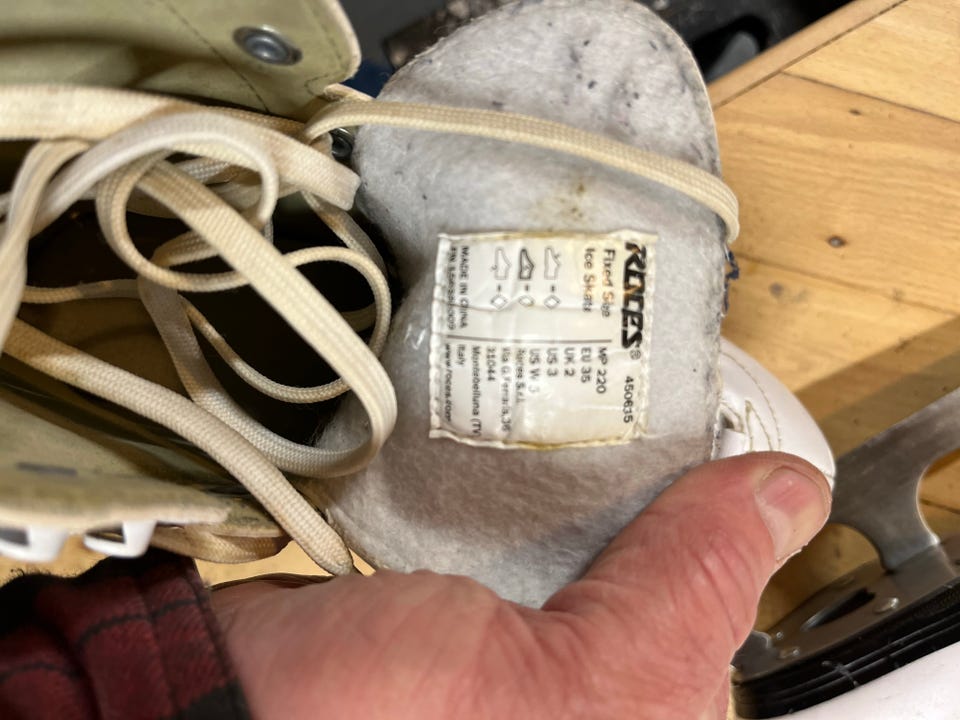 ROCES®
450635
Fixed Size
Ice Skate
MADE IN CHINA
MP 220
EU 35
UK 2
US 3
US W
Roces S.r.l.
Via G. Ferraris, 36
31044
Montebelluna (TV)
Italy
www.roces.com